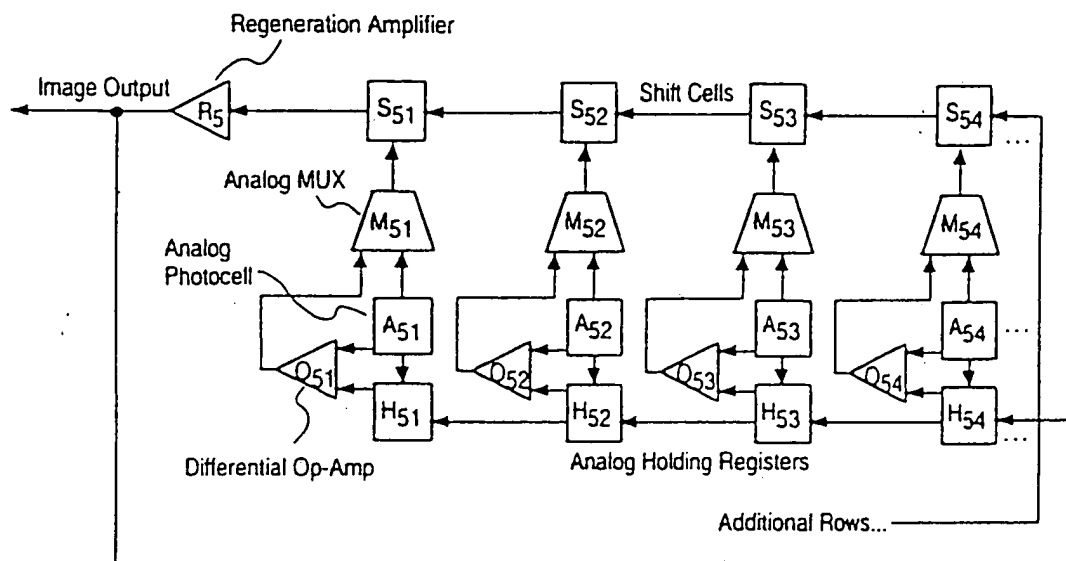 Regeneration Amplifier
Image Output
R5
S51
S52
Shift Cells
S53
S54
...
Analog MUX
M51
M52
M53
M54
Analog
Photocell
A51
A52
A53
A54
...
O51
O52
O53
O54
H51
H52
H53
H54
...
Differential Op-Amp
Analog Holding Registers
Additional Rows...